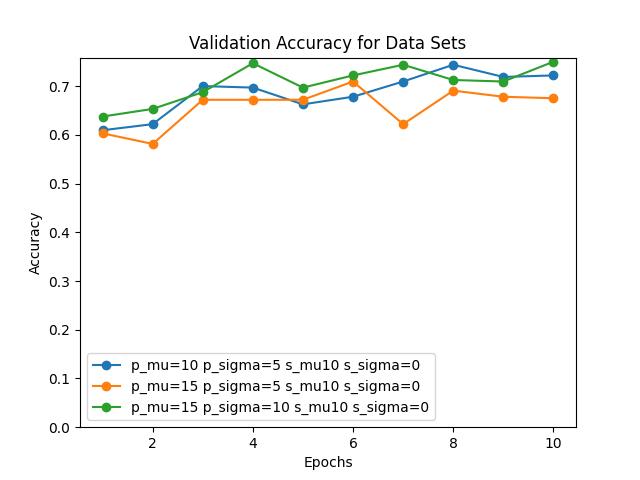 Validation Accuracy for Data Sets
0.7
0.6
0.5
0.4
0.3
0.2
0.1
0.0
Accuracy
p_mu=10 p_sigma=5 s_mu10 s_sigma=0
p_mu=15 p_sigma=5 s_mu10 s_sigma=0
p_mu=15 p_sigma=10 s_mu10 s_sigma=0
2 4 6 8 10
Epochs